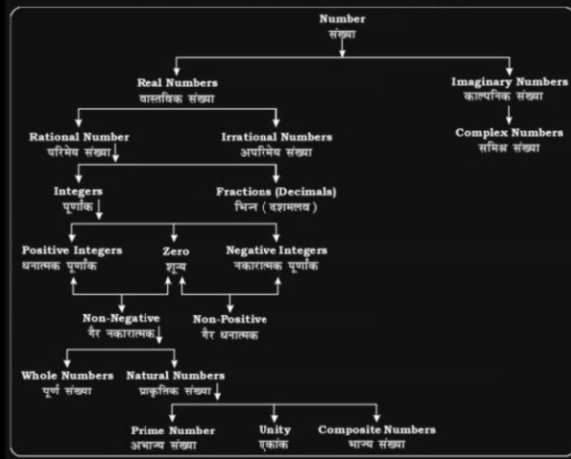 Number
संख्या
Real Numbers
वास्तविक संख्या
Imaginary Numbers
काल्पनिक संख्या
Rational Number
परिमेय संख्या
Irrational Numbers
अपरिमेय संख्या
Complex Numbers
समिश्र संख्या
Integers
पूर्णांक
Fractions (Decimals)
भिन्न (दशमलव)
Positive Integers
धनात्मक पूर्णांक
Zero
शून्य
Negative Integers
नकारात्मक पूर्णांक
Non-Negative
गैर नकारात्मक
Non-Positive
गैर धनात्मक
Whole Numbers
पूर्ण संख्या
Natural Numbers
प्राकृतिक संख्या
Prime Number
अभाज्य संख्या
Unity
एकांक
Composite Numbers
भाज्य संख्या